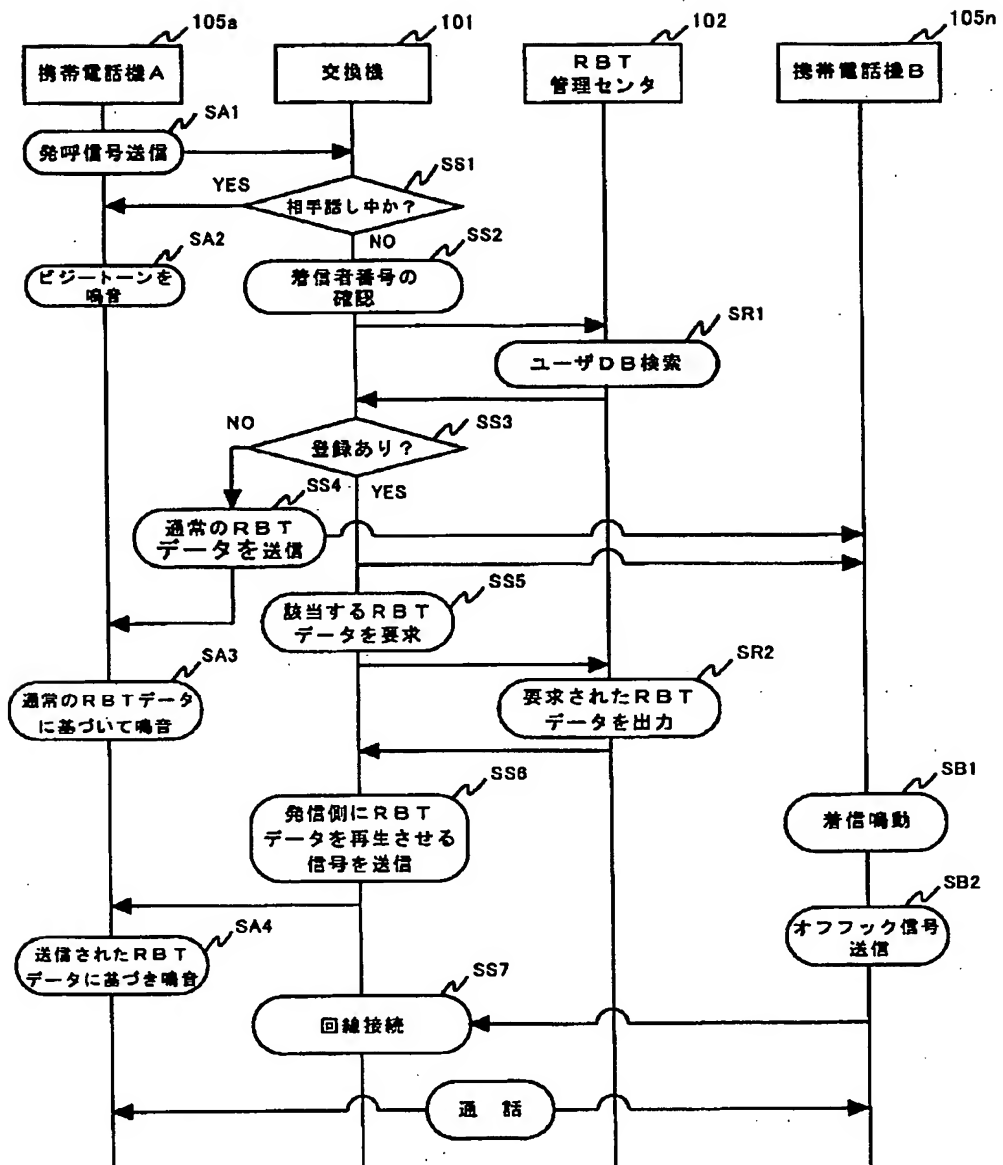 105a
101
102
105n
携帯電話機A
交換機
RBT
管理センタ
携帯電話機B
SA1
発呼信号送信
SS1
YES
相手話し中か?
NO
SA2
ビジートーンを
鳴音
SS2
着信者番号の
確認
SR1
ユーザDB検索
NO
SS3
登録あり?
YES
SS4
通常のRBT
データを送信
SS5
該当するRBT
データを要求
SA3
通常のRBTデータ
に基づいて鳴音
SR2
要求されたRBT
データを出力
SS6
発信側にRBT
データを再生させる
信号を送信
SB1
着信鳴動
SB2
オフフック信号
送信
SA4
送信されたRBT
データに基づき鳴音
SS7
回線接続
通 話